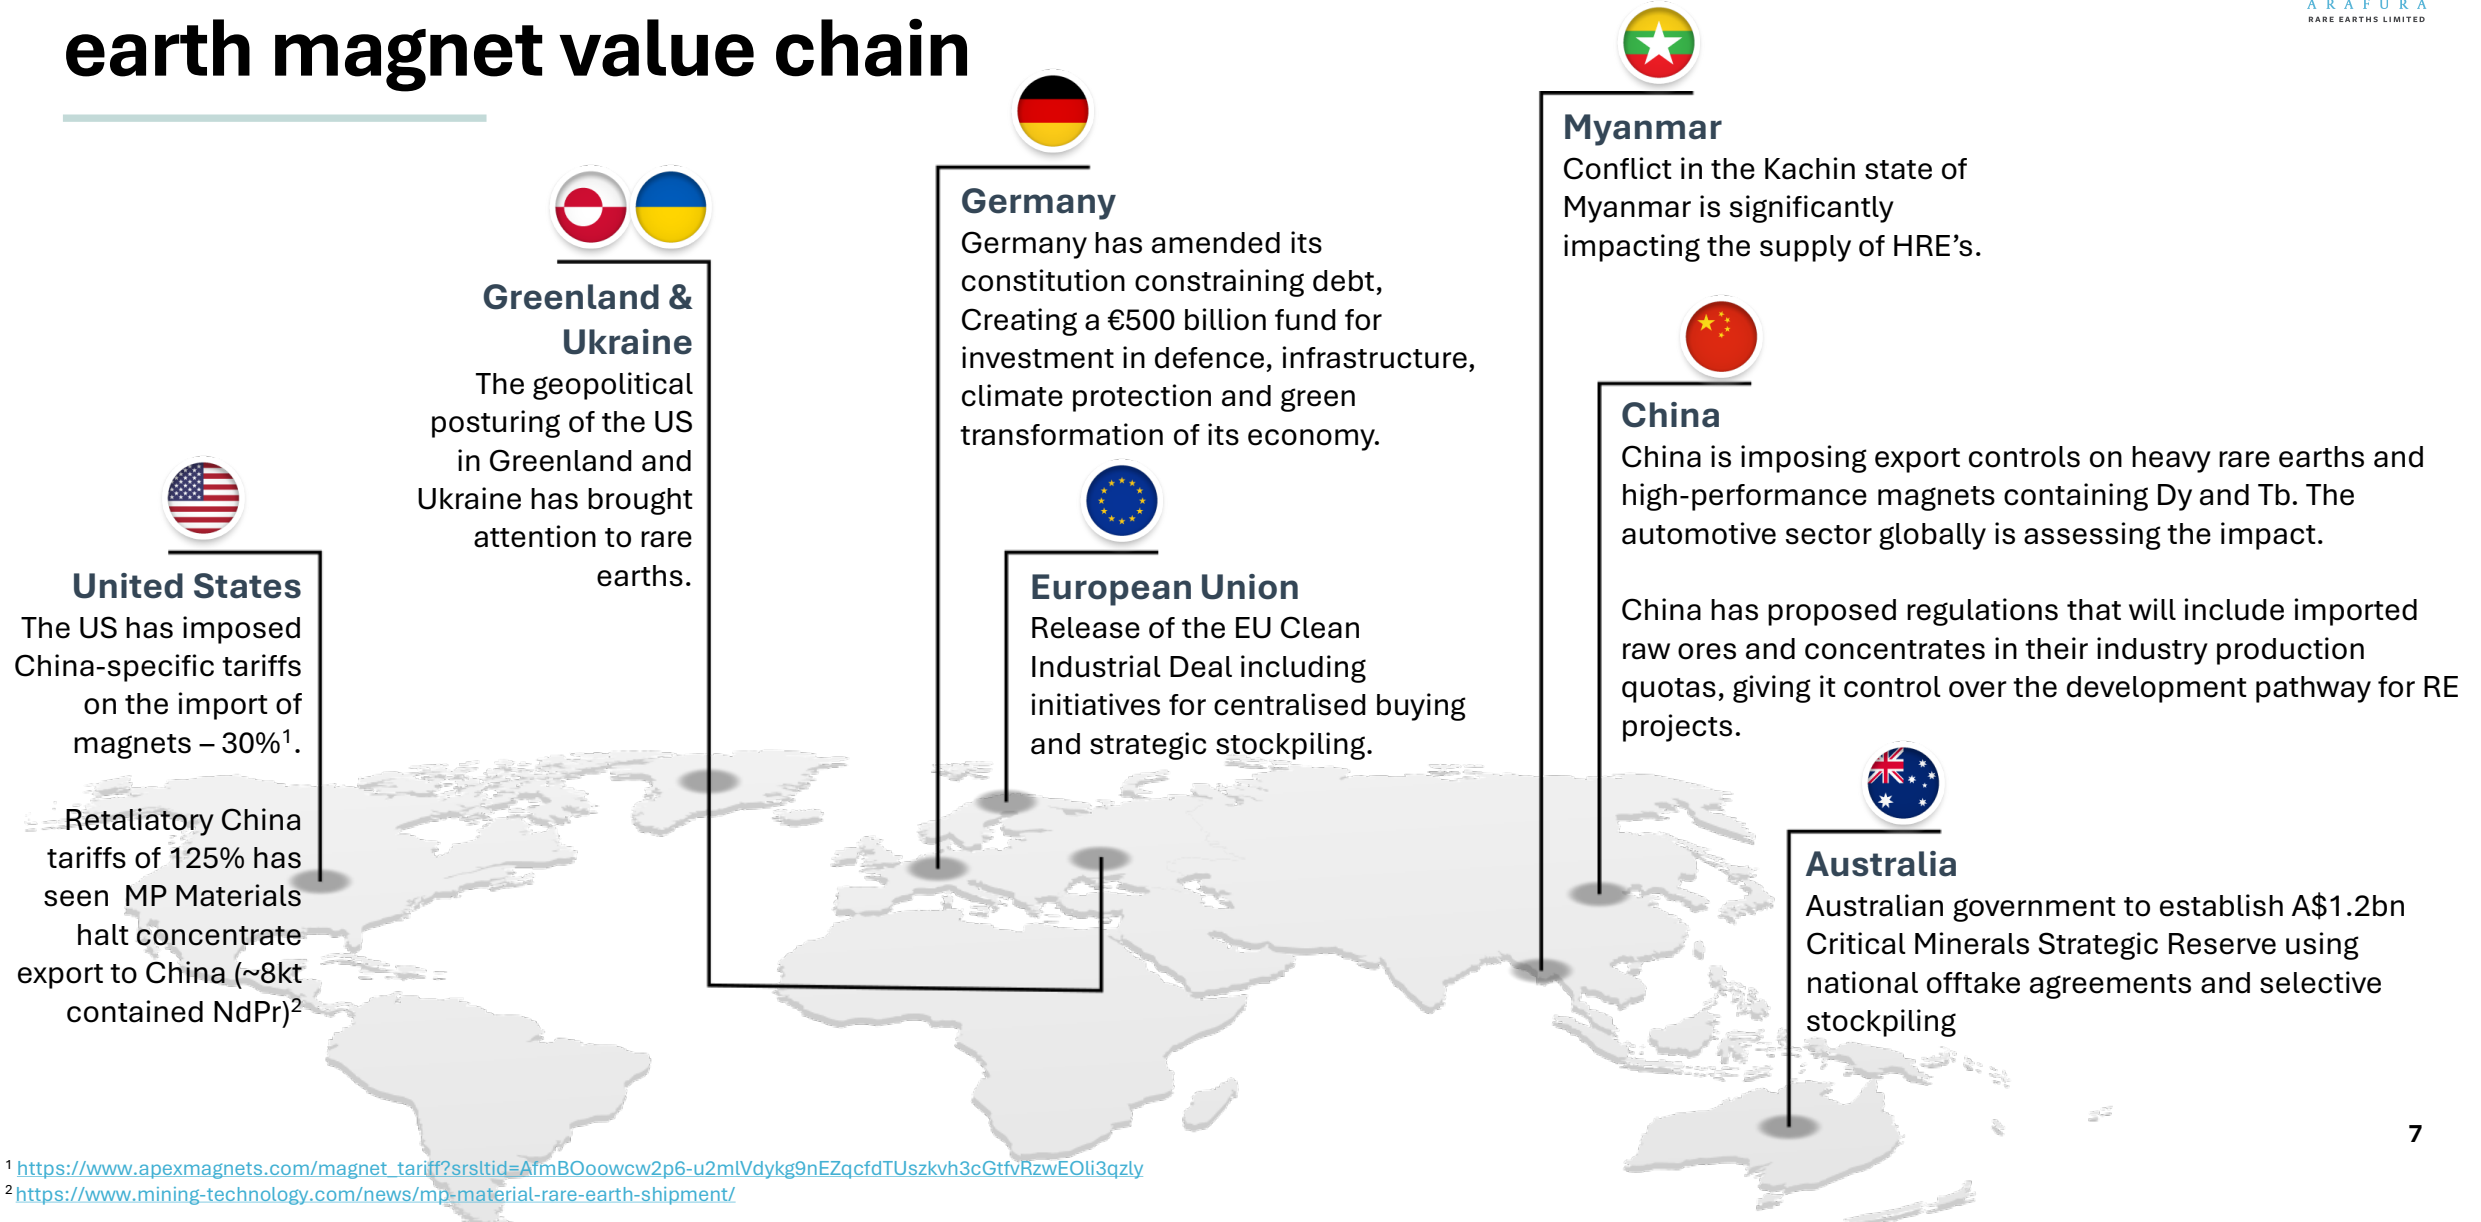 earth magnet value chain
ARAFURA
RARE EARTHS LIMITED
United States
The US has imposed
China-specific tariffs
on the import of
magnets – 30%¹.
Retaliatory China
tariffs of 125% has
seen  MP Materials
halt concentrate
export to China (~8kt
contained NdPr)²
Greenland &
Ukraine
The geopolitical
posturing of the US
in Greenland and
Ukraine has brought
attention to rare
earths.
Germany
Germany has amended its
constitution constraining debt,
Creating a €500 billion fund for
investment in defence, infrastructure,
climate protection and green
transformation of its economy.
European Union
Release of the EU Clean
Industrial Deal including
initiatives for centralised buying
and strategic stockpiling.
Myanmar
Conflict in the Kachin state of
Myanmar is significantly
impacting the supply of HRE’s.
China
China is imposing export controls on heavy rare earths and
high-performance magnets containing Dy and Tb. The
automotive sector globally is assessing the impact.
China has proposed regulations that will include imported
raw ores and concentrates in their industry production
quotas, giving it control over the development pathway for RE
projects.
Australia
Australian government to establish A$1.2bn
Critical Minerals Strategic Reserve using
national offtake agreements and selective
stockpiling
7
¹ https://www.apexmagnets.com/magnet_tariff?srsltid=AfmBOoowcw2p6-u2mlVdykg9nEZqcfdTUszkvh3cGtfvRzwEOli3qzly
² https://www.mining-technology.com/news/mp-material-rare-earth-shipment/